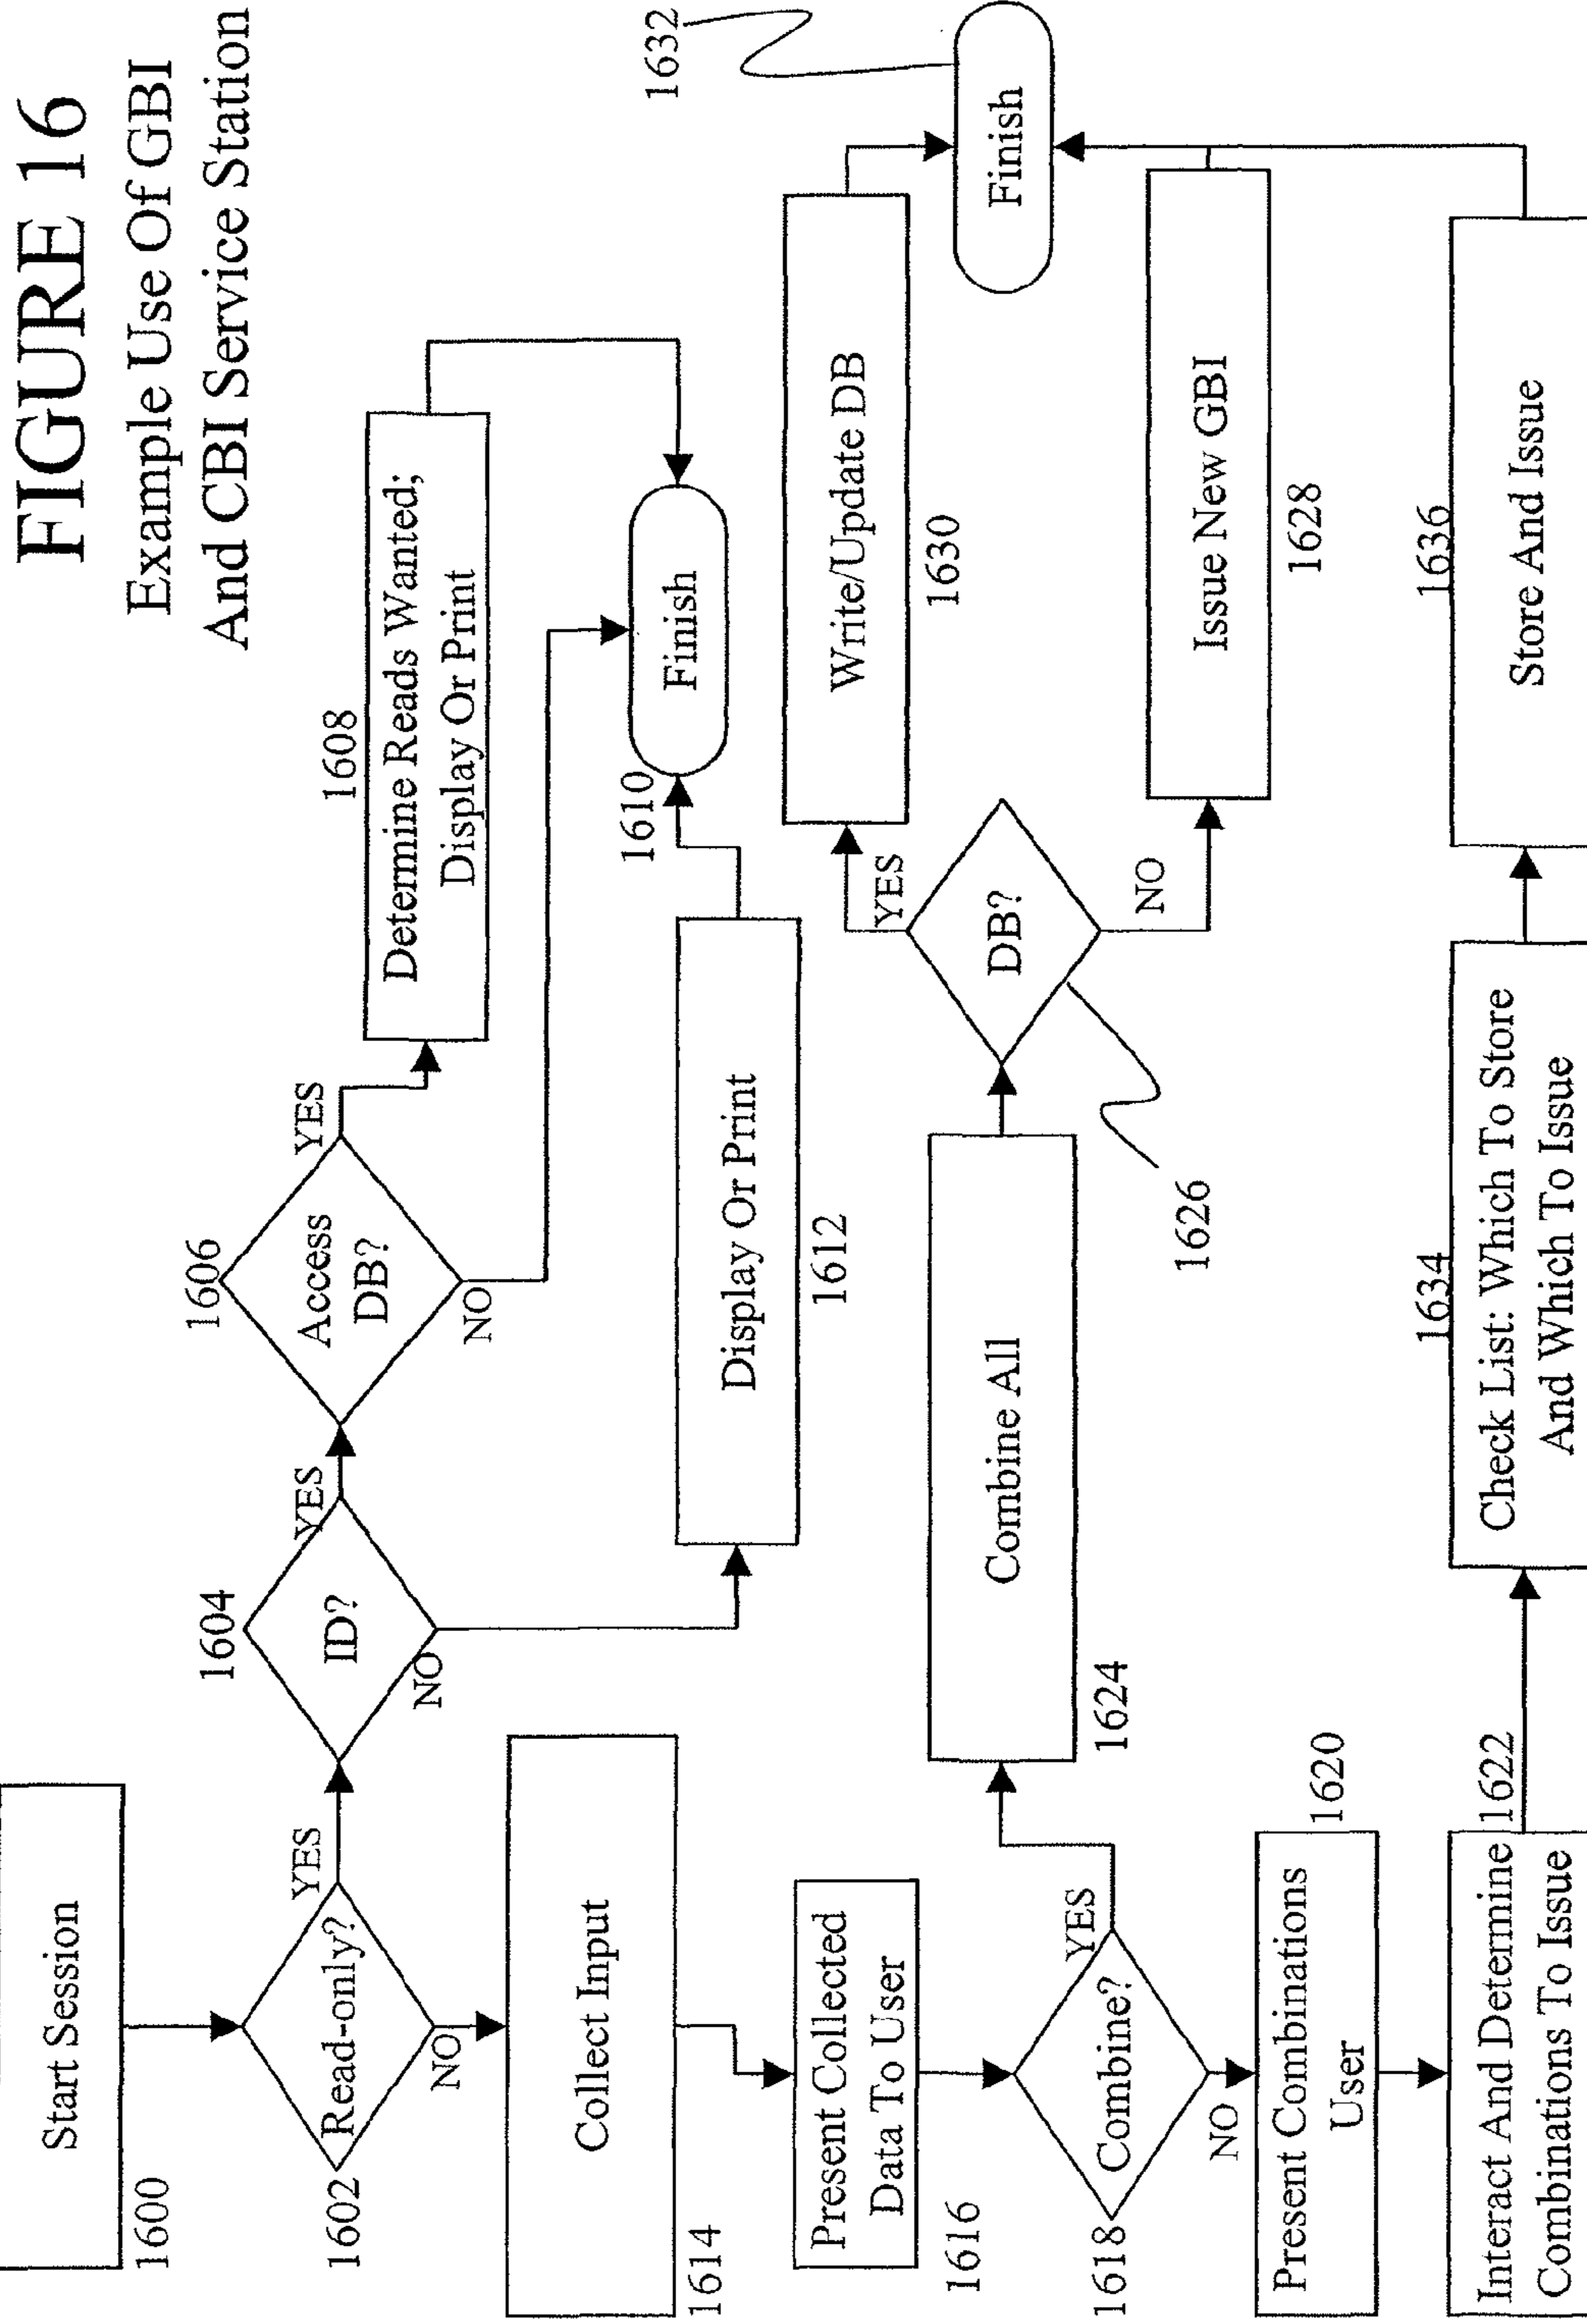 FIGURE 16
Example Use Of GBI
And CBI Service Station
Start Session
1600
Read-only?
1602
YES
NO
ID?
1604
YES
NO
Access
DB?
1606
YES
NO
1608
Determine Reads Wanted;
Display Or Print
Finish
1610
Display Or Print
1612
Collect Input
1614
Present Collected
Data To User
1616
Combine?
1618
YES
NO
Combine All
1624
DB?
1626
YES
NO
Write/Update DB
1630
Finish
1632
Issue New GBI
1628
Present Combinations
User
1620
Interact And Determine
Combinations To Issue
1622
1634
Check List: Which To Store
And Which To Issue
1636
Store And Issue